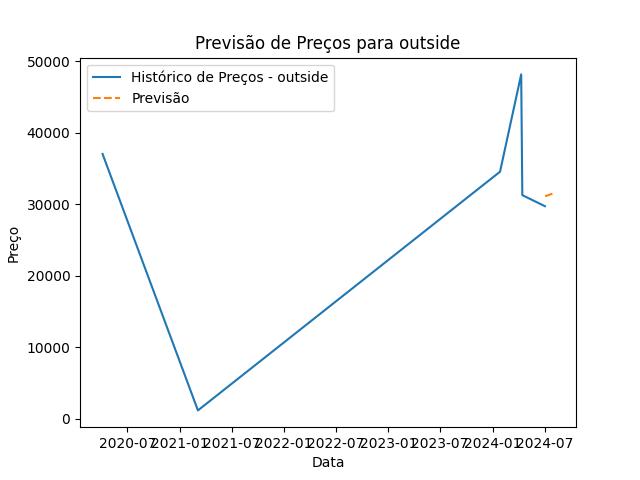 Previsão de Preços para outside
Histórico de Preços - outside
Previsão
Preço
50000
40000
30000
20000
10000
0
2020-07 2021-01 2021-07 2022-01 2022-07 2023-01 2023-07 2024-01 2024-07
Data